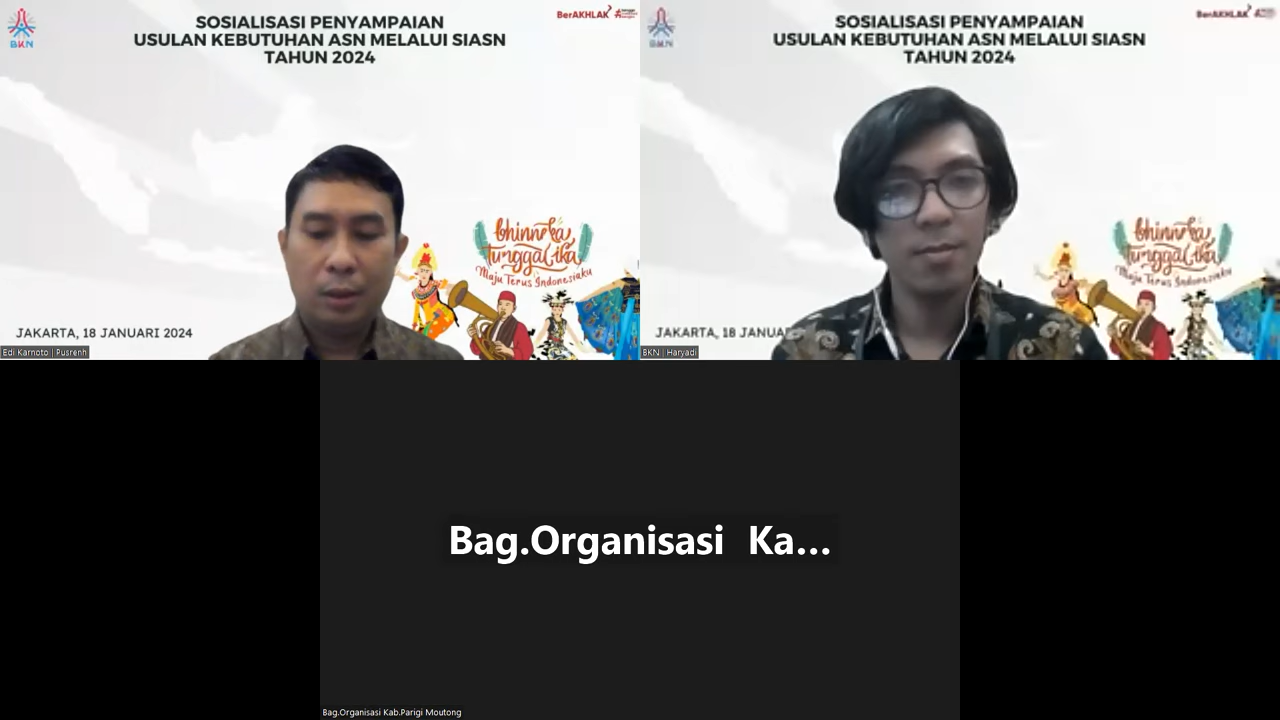 BKN
SOSIALISASI PENYAMPAIAN
USULAN KEBUTUHAN ASN MELALUI SIASN
TAHUN 2024
BerAKHLAK
bhinneka
tunggal ika
Maju Terus Indonesiaku
JAKARTA, 18 JANUARI 2024
Edi Karnoto | Pusrenh
BKN
SOSIALISASI PENYAMPAIAN
USULAN KEBUTUHAN ASN MELALUI SIASN
TAHUN 2024
BerAKHLAK
bhinneka
tunggal ika
Maju Terus Indonesiaku
JAKARTA, 18 JANUA
BKN | Haryadi
Bag.Organisasi Ka...
Bag.Organisasi Kab.Parigi Moutong